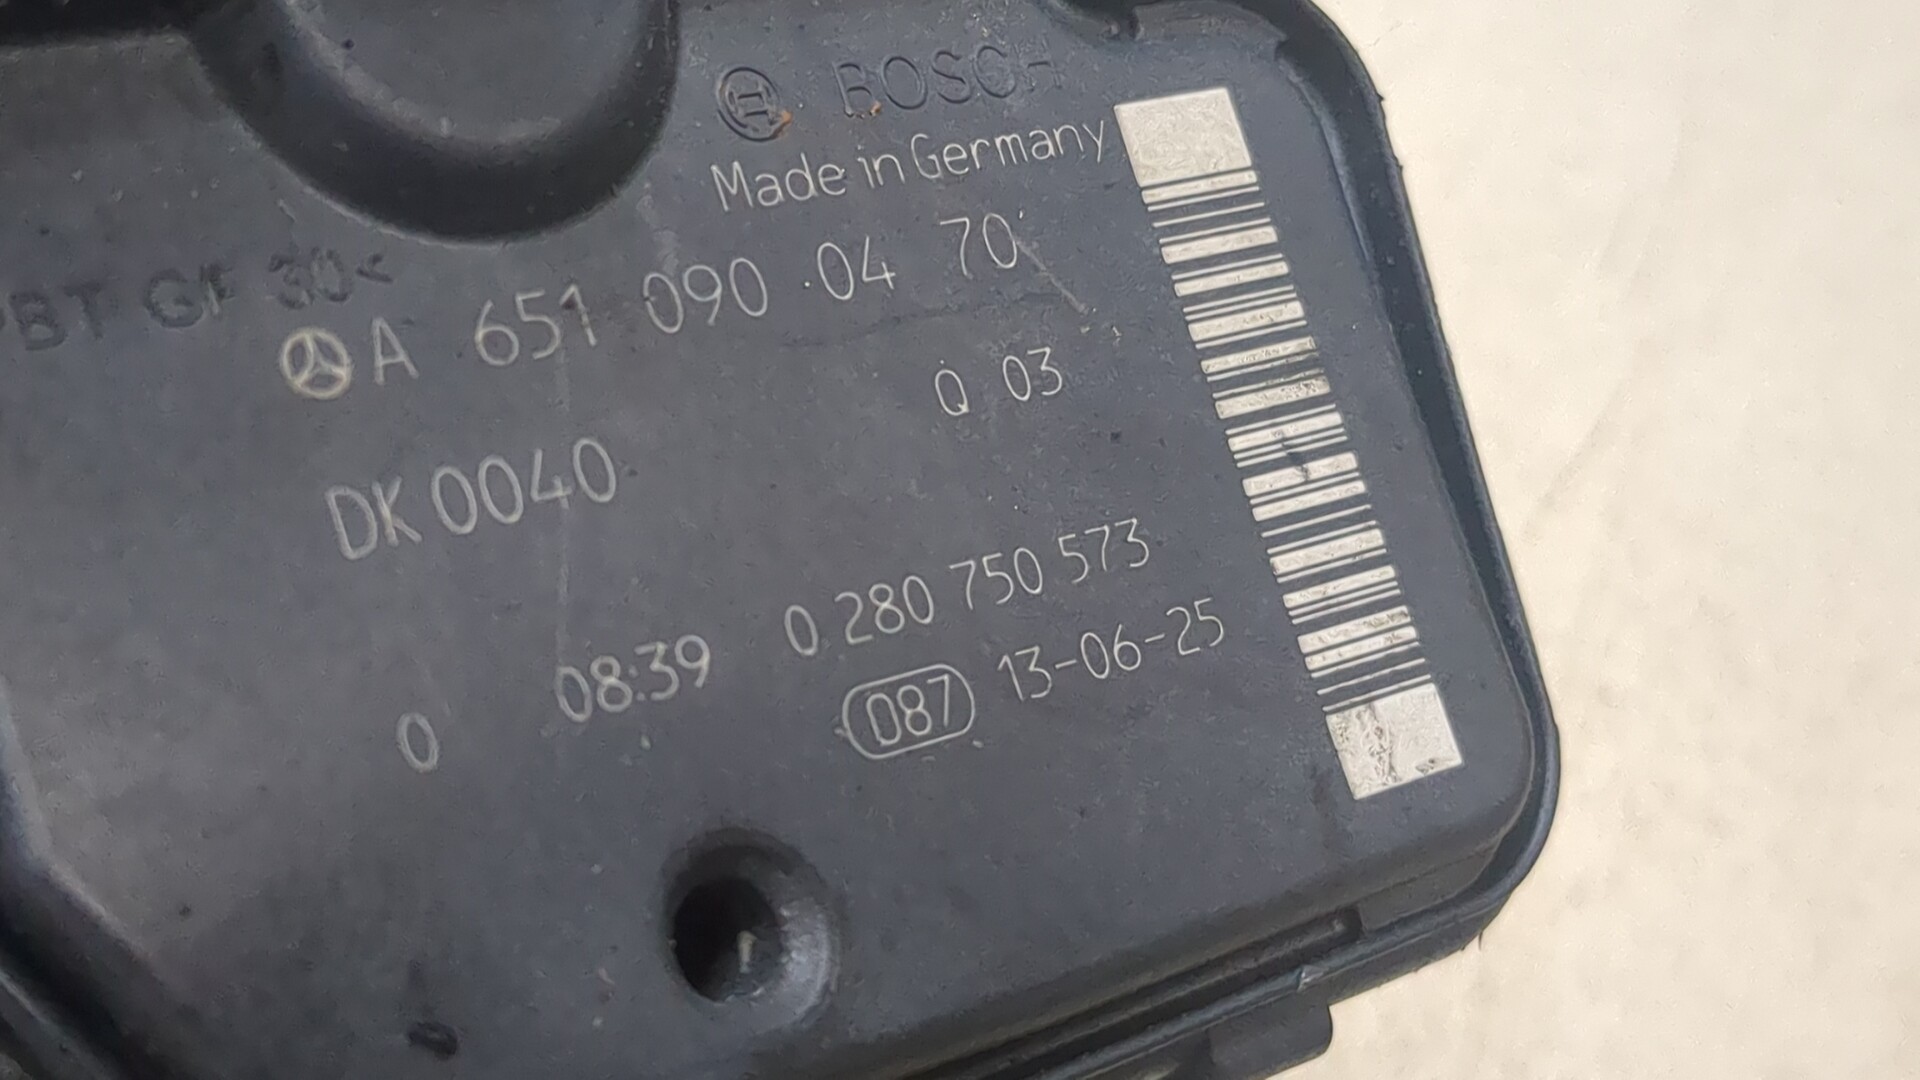 BOSCH
Made in Germany
PBT GF 30<
A 651 090 04 70
Q 03
DK 0040
08:39 0 280 750 573
0 D87 13-06-25